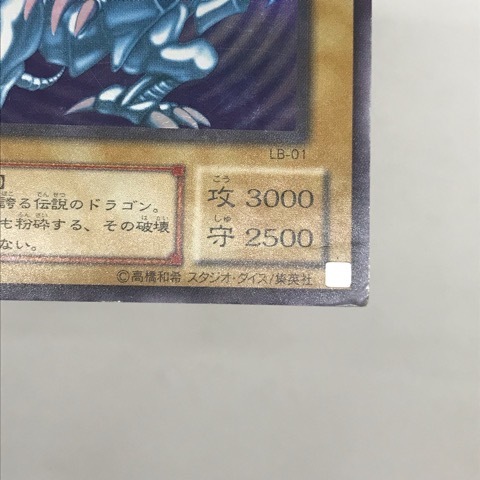 LB-01
誇る伝説のドラゴン。
も粉砕する、その破壊
ない。
攻 3000
守 2500
©高橋和希 スタジオ・ダイス/集英社